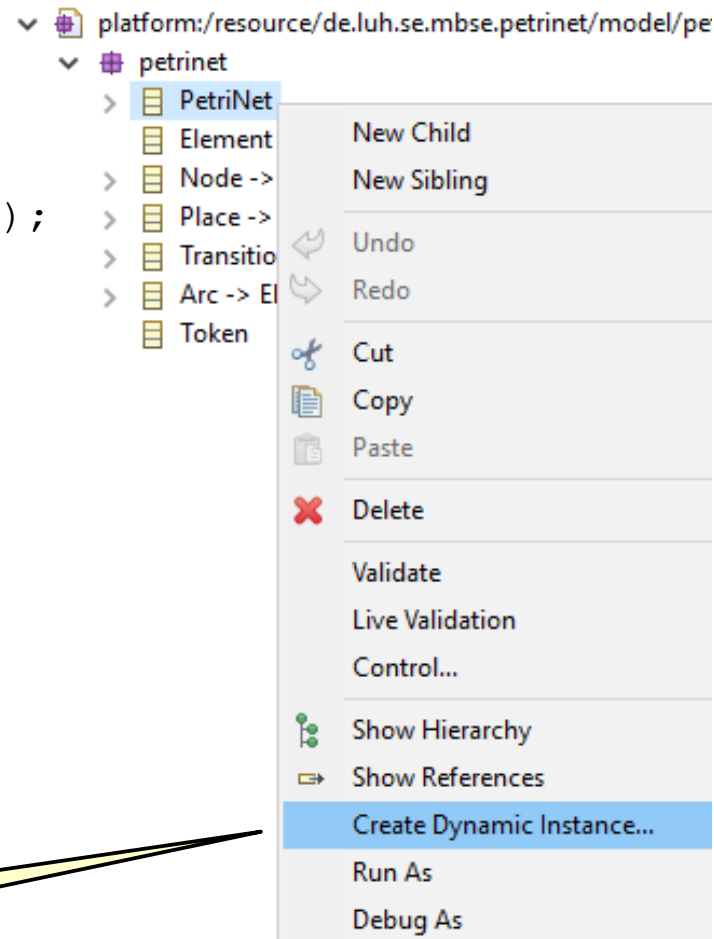 platform:/resource/de.luh.se.mbse.petrinet/model/pe
petrinet
PetriNet
Element
Node ->
);
Place ->
Transitio
Arc -> El
Token
New Child
New Sibling
Undo
Redo
Cut
Copy
Paste
Delete
Validate
Live Validation
Control...
Show Hierarchy
Show References
Create Dynamic Instance...
Run As
Debug As